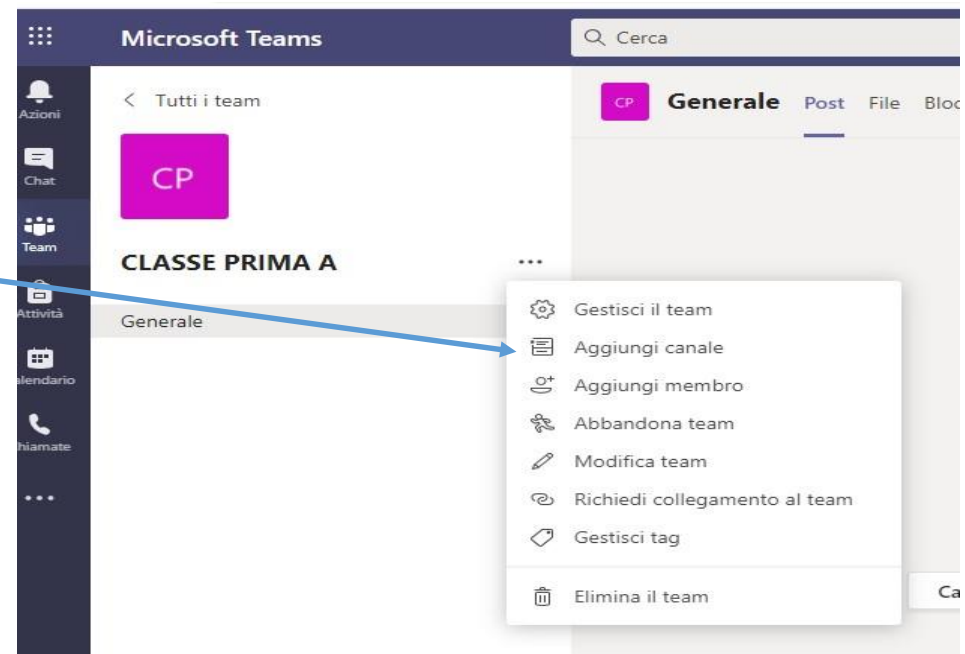 Microsoft Teams
Cerca
Azioni
Chat
Team
Attività
alendario
hiamate
Tutti i team
CP
CLASSE PRIMA A
Generale
CP Generale Post File Bloc
Gestisci il team
Aggiungi canale
Aggiungi membro
Abbandona team
Modifica team
Richiedi collegamento al team
Gestisci tag
Elimina il team
Ca